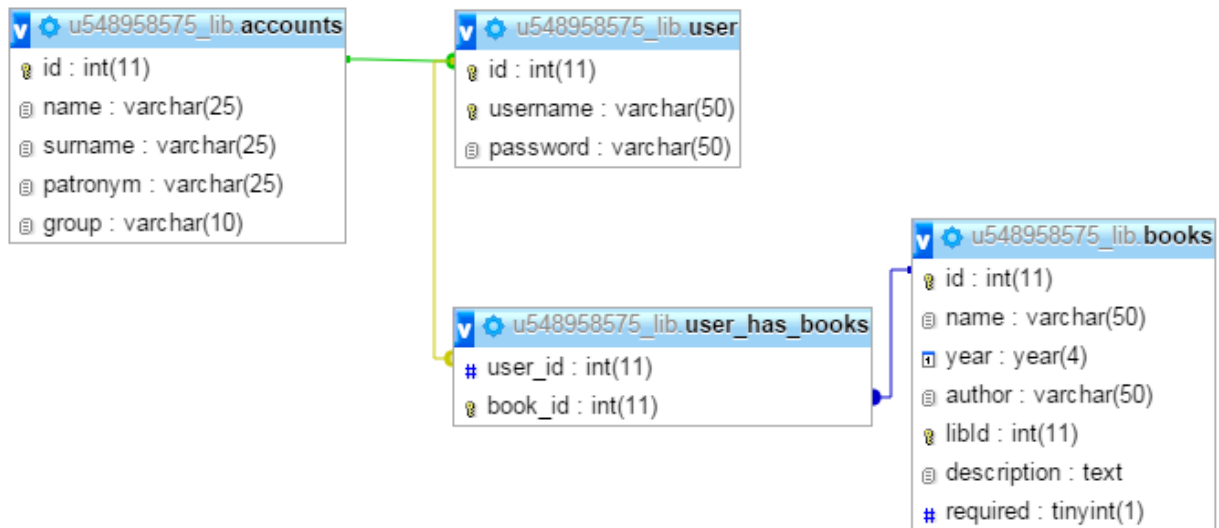 v u548958575_lib.accounts
id : int(11)
name : varchar(25)
surname : varchar(25)
patronym : varchar(25)
group : varchar(10)
v u548958575_lib.user
id : int(11)
username : varchar(50)
password : varchar(50)
v u548958575_lib.user_has_books
# user_id : int(11)
book_id : int(11)
v u548958575_lib.books
id : int(11)
name : varchar(50)
year : year(4)
author : varchar(50)
libId : int(11)
description : text
# required : tinyint(1)